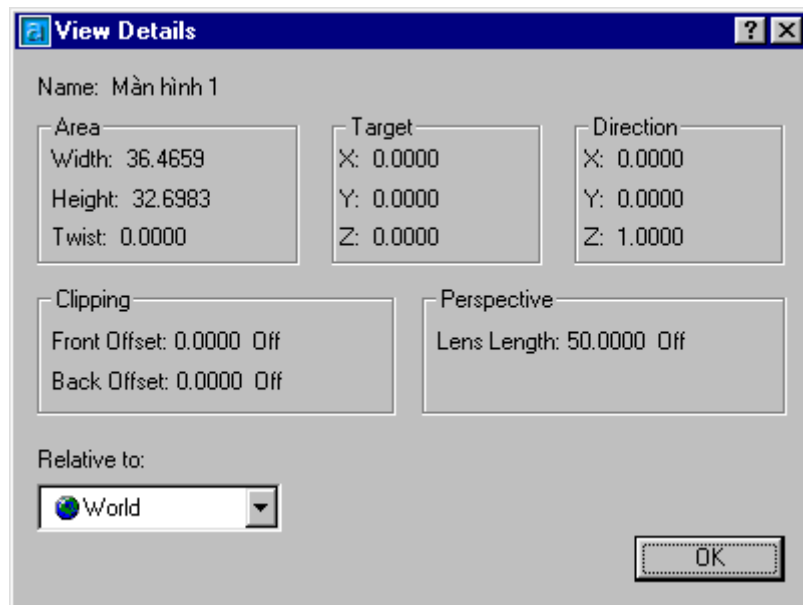 View Details
Name: Màn hình 1
Area
Width: 36.4659
Height: 32.6983
Twist: 0.0000
Target
X: 0.0000
Y: 0.0000
Z: 0.0000
Direction
X: 0.0000
Y: 0.0000
Z: 1.0000
Clipping
Front Offset: 0.0000 Off
Back Offset: 0.0000 Off
Perspective
Lens Length: 50.0000 Off
Relative to:
World
OK